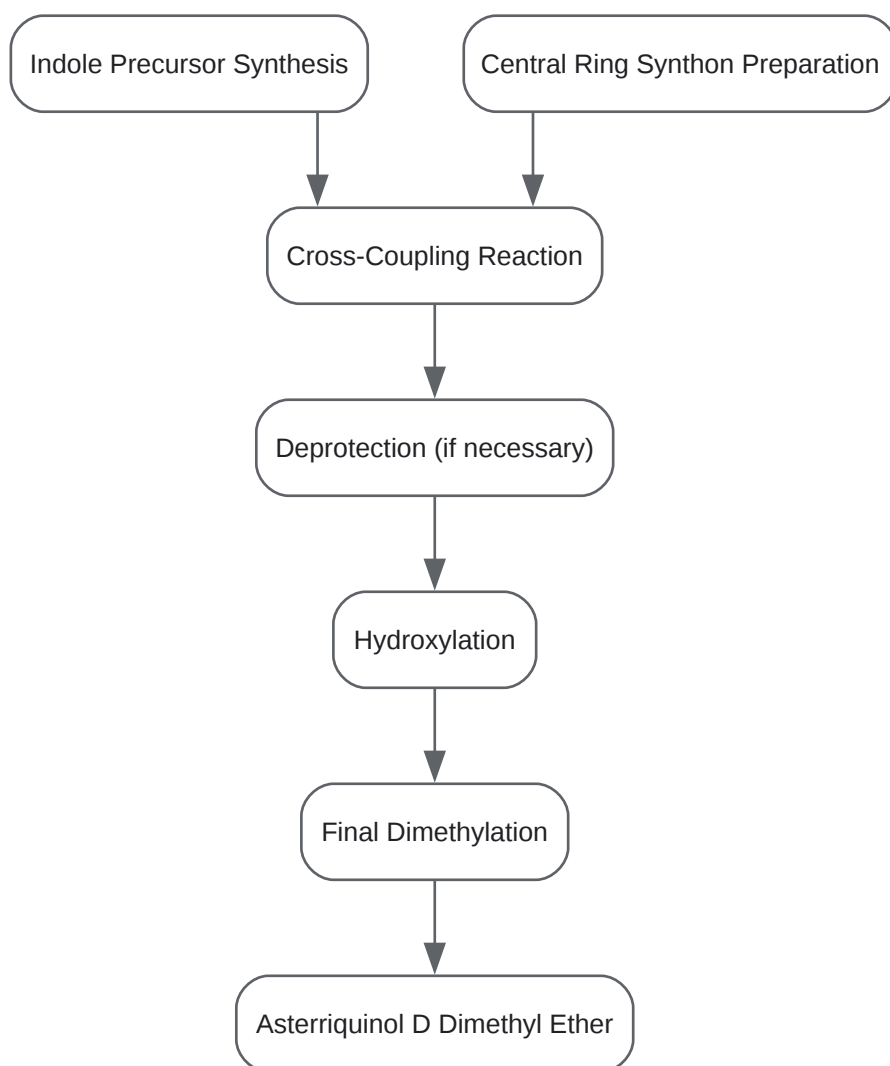 Indole Precursor Synthesis
Central Ring Synthon Preparation
Cross-Coupling Reaction
Deprotection (if necessary)
Hydroxylation
Final Dimethylation
Asterriquinol D Dimethyl Ether